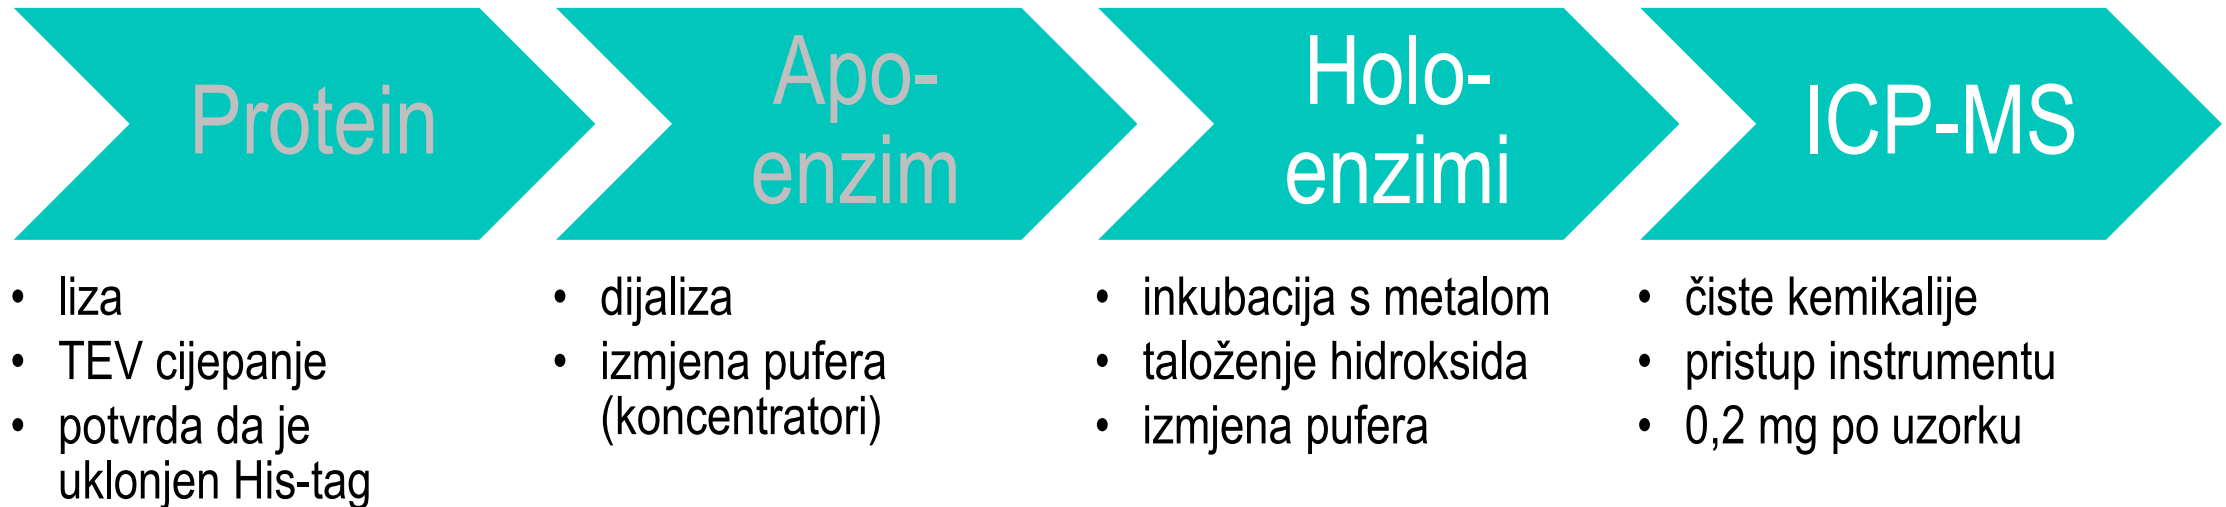 Protein
Apo-
enzim
Holo-
enzimi
ICP-MS
• liza
• TEV cijepanje
• potvrda da je
uklonjen His-tag
• dijaliza
• izmjena pufera
(koncentratori)
• inkubacija s metalom
• taloženje hidroksida
• izmjena pufera
• čiste kemikalije
• pristup instrumentu
• 0,2 mg po uzorku